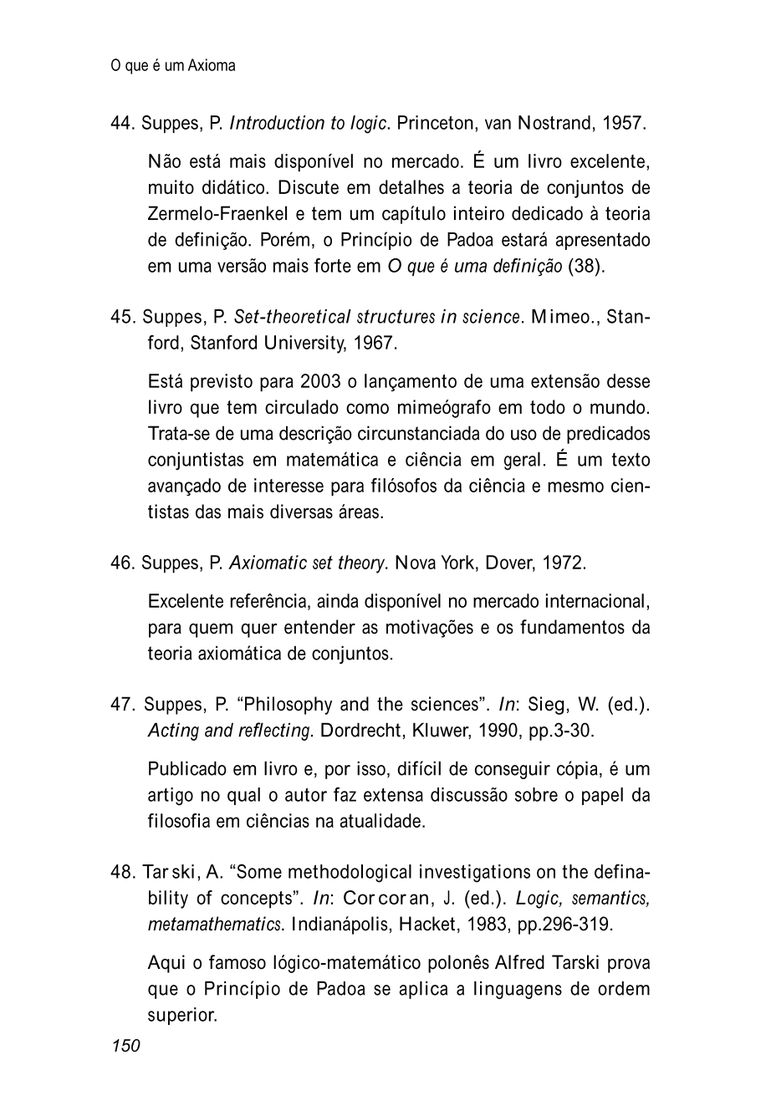 O que é um Axioma
44. Suppes, P. Introduction to logic. Princeton, van Nostrand, 1957.
Não está mais disponível no mercado. É um livro excelente,
muito didático. Discute em detalhes a teoria de conjuntos de
Zermelo-Fraenkel e tem um capítulo inteiro dedicado à teoria
de definição. Porém, o Princípio de Padoa estará apresentado
em uma versão mais forte em O que é uma definição (38).
45. Suppes, P. Set-theoretical structures in science. Mimeo., Stan-
ford, Stanford University, 1967.
Está previsto para 2003 o lançamento de uma extensão desse
livro que tem circulado como mimeógrafo em todo o mundo.
Trata-se de uma descrição circunstanciada do uso de predicados
conjuntistas em matemática e ciência em geral. É um texto
avançado de interesse para filósofos da ciência e mesmo cien-
tistas das mais diversas áreas.
46. Suppes, P. Axiomatic set theory. Nova York, Dover, 1972.
Excelente referência, ainda disponível no mercado internacional,
para quem quer entender as motivações e os fundamentos da
teoria axiomática de conjuntos.
47. Suppes, P. “Philosophy and the sciences”. In: Sieg, W. (ed.).
Acting and reflecting. Dordrecht, Kluwer, 1990, pp.3-30.
Publicado em livro e, por isso, difícil de conseguir cópia, é um
artigo no qual o autor faz extensa discussão sobre o papel da
filosofia em ciências na atualidade.
48. Tarski, A. “Some methodological investigations on the defina-
bility of concepts”. In: Corcoran, J. (ed.). Logic, semantics,
metamathematics. Indianápolis, Hacket, 1983, pp.296-319.
Aqui o famoso lógico-matemático polonês Alfred Tarski prova
que o Princípio de Padoa se aplica a linguagens de ordem
superior.
150